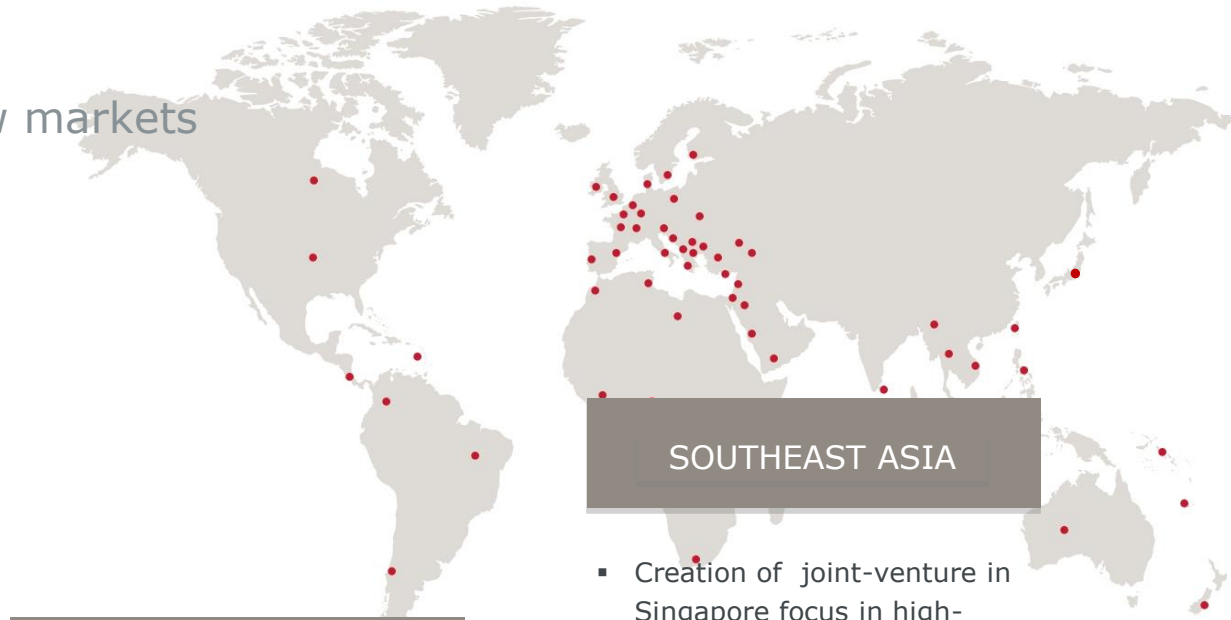 markets
SOUTHEAST ASIA
▪ Creation of joint-venture in
Singapore focus in high-